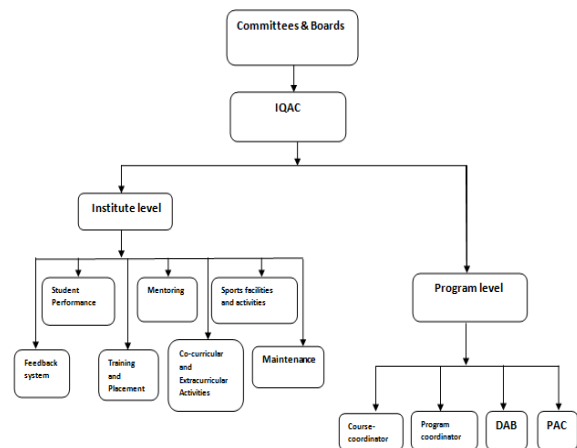 Committees & Boards
IQAC
Institute level
Student
Performance
Mentoring
Sports facilities
and activities
Program level
Feedback
system
Training
and
Placement
Co-curricular
and
Extracurricular
Activities
Maintenance
Course-
coordinator
Program
coordinator
DAB
PAC